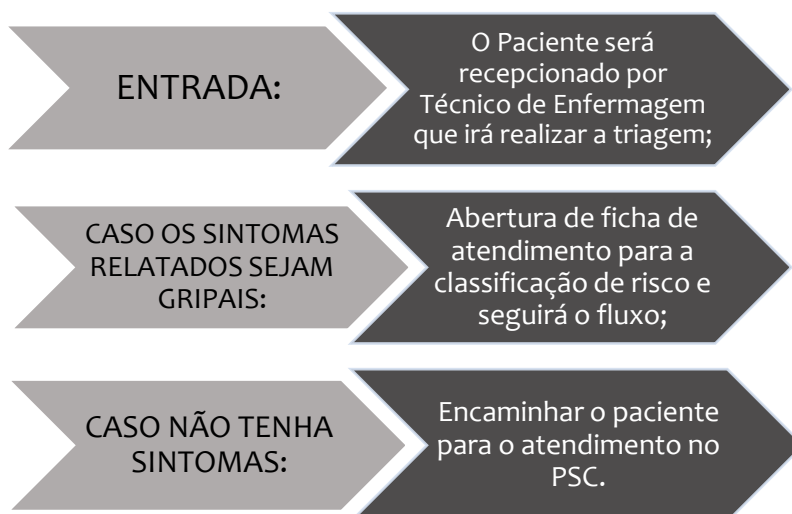 ENTRADA:
O Paciente será
recepcionado por
Técnico de Enfermagem
que irá realizar a triagem;
CASO OS SINTOMAS
RELATADOS SEJAM
GRIPAIS:
Abertura de ficha de
atendimento para a
classificação de risco e
seguirá o fluxo;
CASO NÃO TENHA
SINTOMAS:
Encaminhar o paciente
para o atendimento no
PSC.